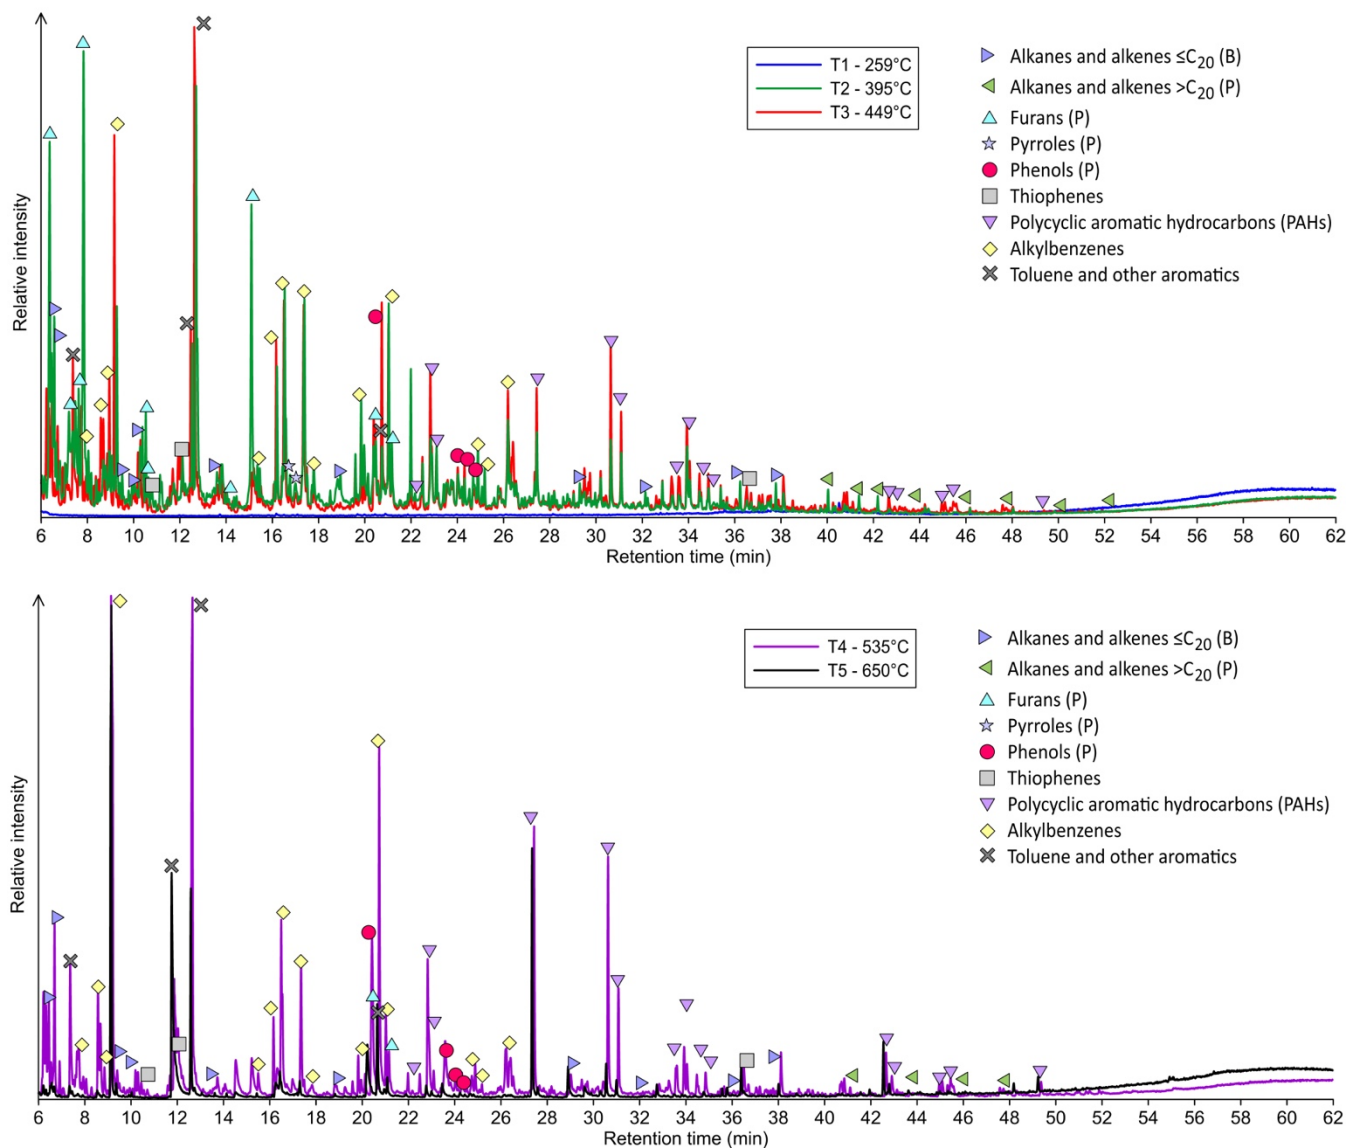 T1 - 259°C
T2 - 395°C
T3 - 449°C
Alkanes and alkenes ≤C20 (B)
Alkanes and alkenes >C20 (P)
Furans (P)
Pyrroles (P)
Phenols (P)
Thiophenes
Polycyclic aromatic hydrocarbons (PAHs)
Alkylbenzenes
Toluene and other aromatics
Relative intensity
6 8 10 12 14 16 18 20 22 24 26 28 30 32 34 36 38 40 42 44 46 48 50 52 54 56 58 60 62
Retention time (min)
T4 - 535°C
T5 - 650°C
Alkanes and alkenes ≤C20 (B)
Alkanes and alkenes >C20 (P)
Furans (P)
Pyrroles (P)
Phenols (P)
Thiophenes
Polycyclic aromatic hydrocarbons (PAHs)
Alkylbenzenes
Toluene and other aromatics
Relative intensity
6 8 10 12 14 16 18 20 22 24 26 28 30 32 34 36 38 40 42 44 46 48 50 52 54 56 58 60 62
Retention time (min)